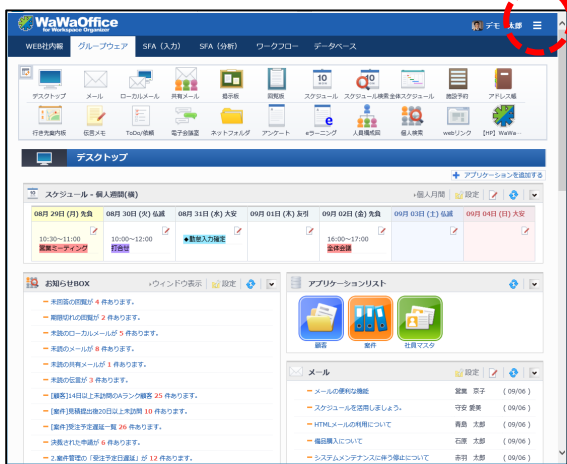 WaWaOffice
for Workspace Organizer
デモ 太郎
WEB社内報 グループウェア SFA (入力) SFA (分析) ワークフロー データベース
デスクトップ メール ローカルメール 共有メール 掲示板 回覧板 スケジュール スケジュール検索 全体スケジュール 施設予約 アドレス帳
行き先案内板 伝言メモ ToDo/依頼 電子会議室 ネットフォルダ アンケート eラーニング 人員構成図 個人検索 webリンク 【HP】WaWa…
デスクトップ
アプリケーションを追加する
スケジュール - 個人週間(横) 個人月間 設定
08月 29日 (月) 先負 08月 30日 (火) 仏滅 08月 31日 (水) 大安 09月 01日 (木) 友引 09月 02日 (金) 先負 09月 03日 (土) 仏滅 09月 04日 (日) 大安
10:30～11:00 10:00～12:00 ◆勤怠入力確定 16:00～17:00
営業ミーティング 打合せ 全体会議
お知らせBOX ウィンドウ表示 設定
未回答の回覧が 4 件あります。
期限切れの回覧が 2 件あります。
未読のローカルメールが 5 件あります。
未読のメールが 8 件あります。
未読の共有メールが 1 件あります。
未読の伝言が 3 件あります。
[顧客]14日以上未訪問のAランク顧客 25 件あります。
[案件]見積提出後20日以上未訪問 10 件あります。
[案件]受注予定遅延一覧 26 件あります。
決裁された申請が 6 件あります。
2.案件管理の「受注予定日遅延」が 12 件あります。
アプリケーションリスト
顧客 案件 社員マスタ
メール 設定
メールの便利な機能 営業 京子 ( 09/06 )
スケジュールを活用しましょう。 守安 愛美 ( 09/06 )
HTMLメールの利用について 青島 太郎 ( 09/06 )
備品購入について 石原 太郎 ( 09/06 )
システムメンテナンスに伴う停止について 赤羽 太郎 ( 09/06 )